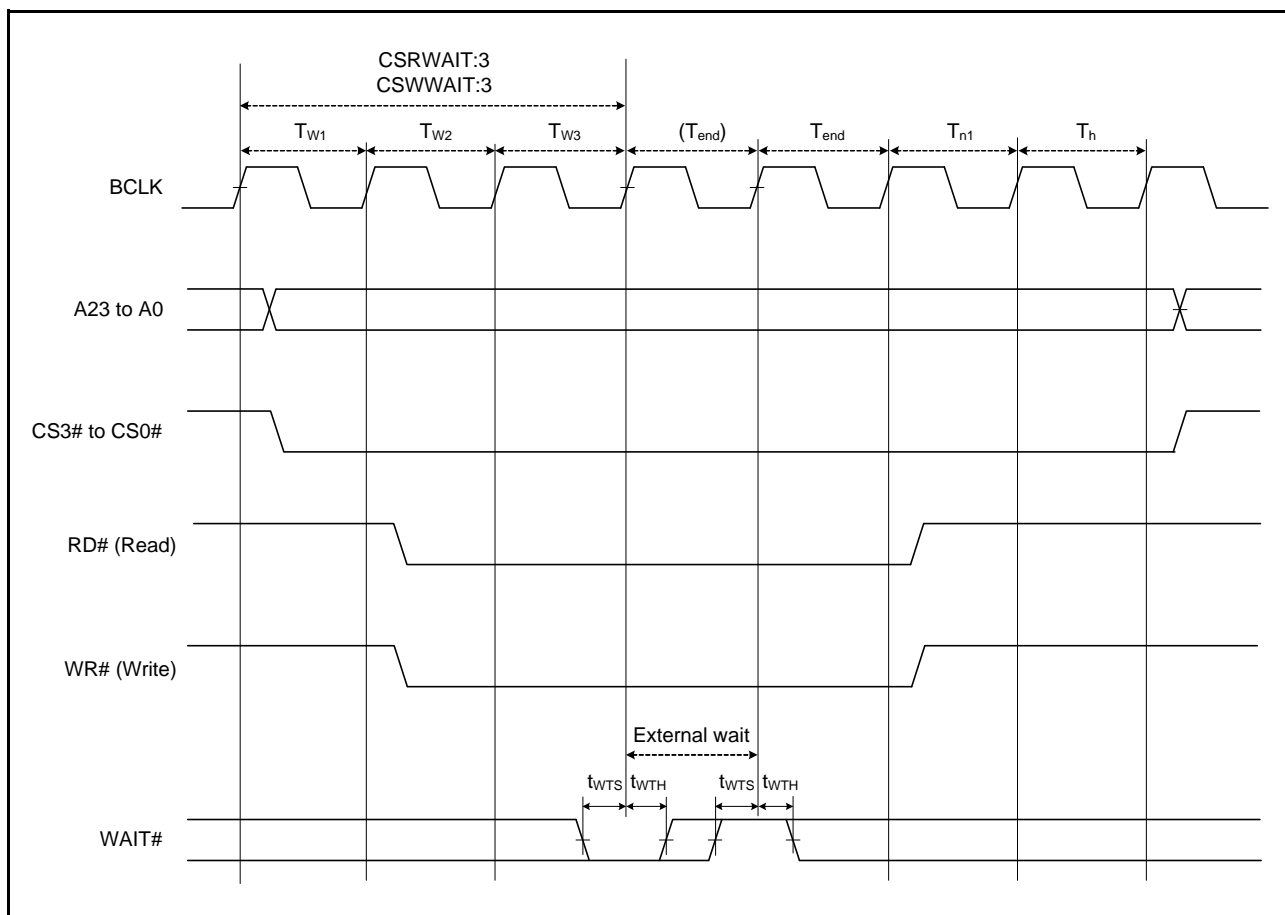 CSRWAIT:3
CSWWAIT:3
TW1 TW2 TW3 (Tend) Tend Tn1 Th
BCLK
A23 to A0
CS3# to CS0#
RD# (Read)
WR# (Write)
External wait
tWTS tWTH tWTS tWTH
WAIT#